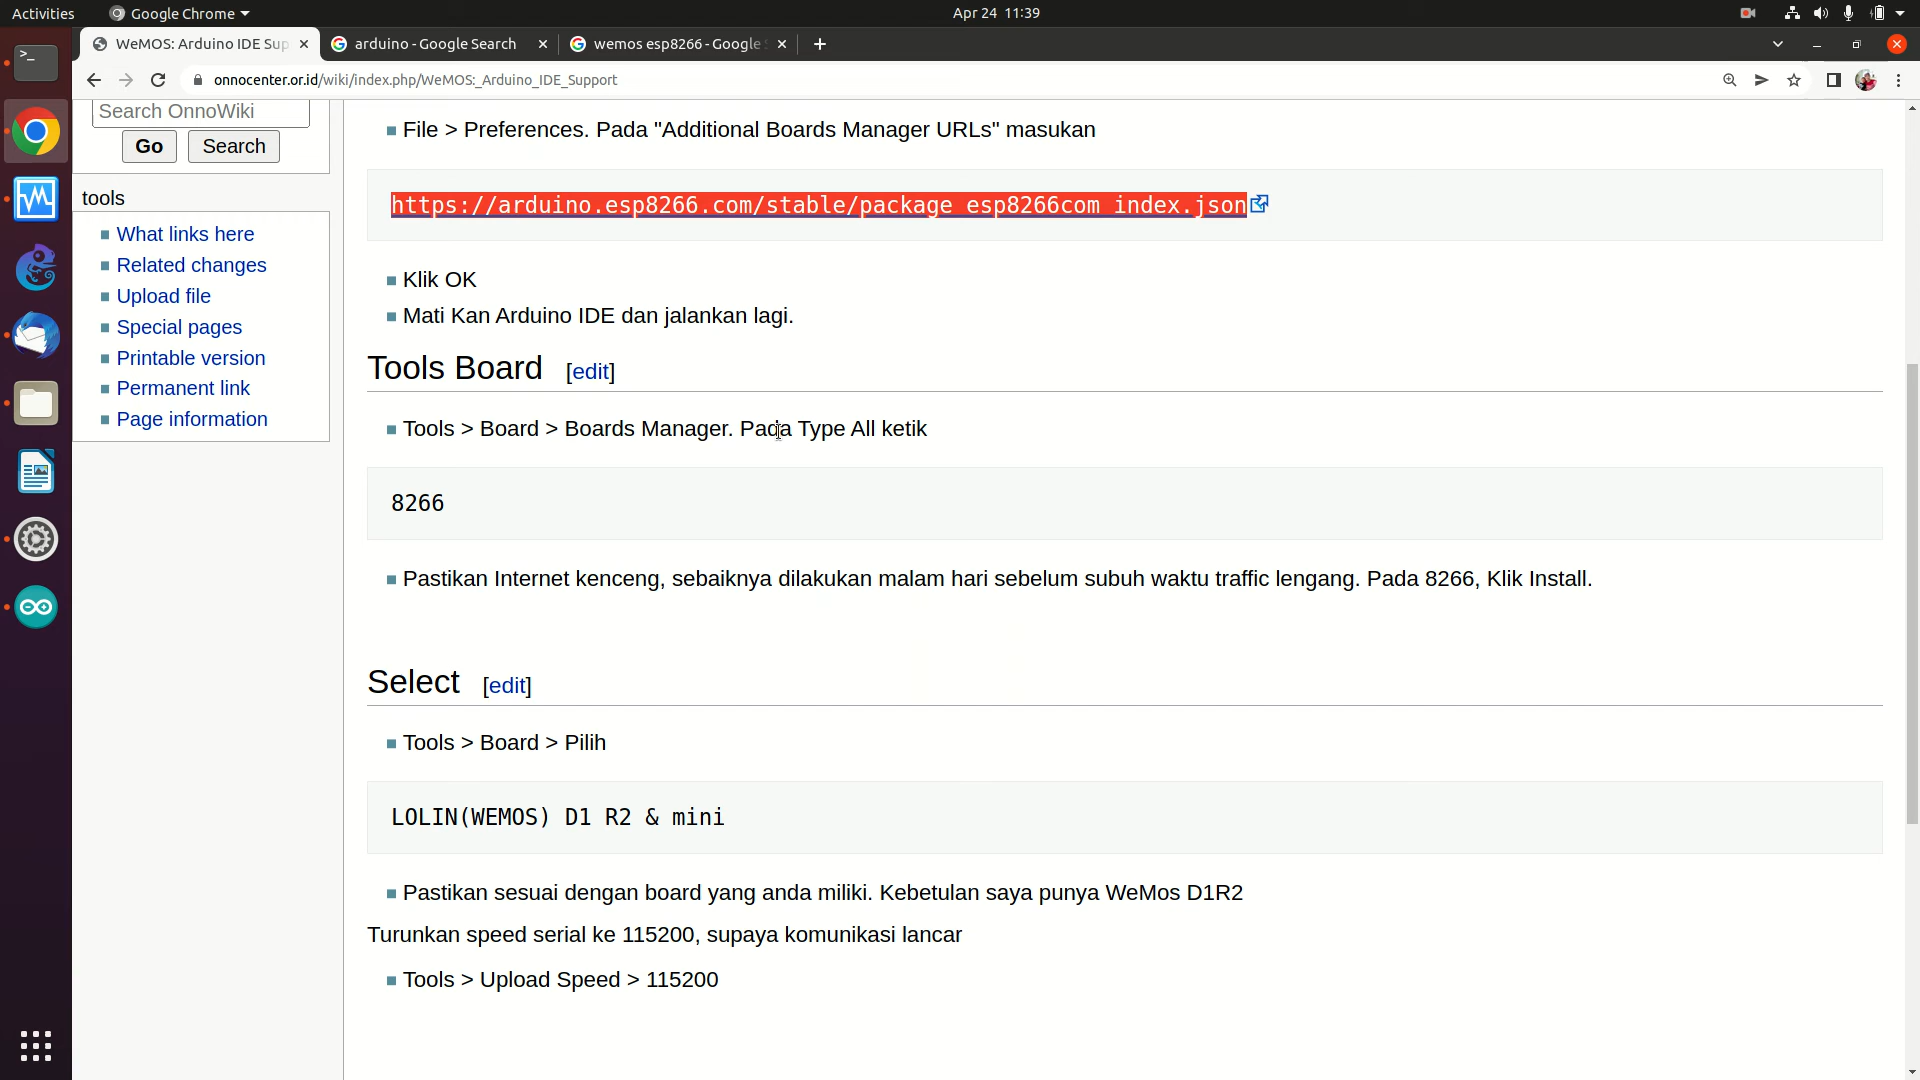 Activities
Google Chrome
Apr 24 11:39
WeMOS: Arduino IDE Sup
arduino - Google Search
wemos esp8266 - Google
onnocenter.or.id/wiki/index.php/WeMOS:_Arduino_IDE_Support
Search OnnoWiki
Go
Search
tools
What links here
Related changes
Upload file
Special pages
Printable version
Permanent link
Page information
File > Preferences. Pada "Additional Boards Manager URLs" masukan
https://arduino.esp8266.com/stable/package_esp8266com_index.json
Klik OK
Mati Kan Arduino IDE dan jalankan lagi.
Tools Board [edit]
Tools > Board > Boards Manager. Pada Type All ketik
8266
Pastikan Internet kenceng, sebaiknya dilakukan malam hari sebelum subuh waktu traffic lengang. Pada 8266, Klik Install.
Select [edit]
Tools > Board > Pilih
LOLIN(WEMOS) D1 R2 & mini
Pastikan sesuai dengan board yang anda miliki. Kebetulan saya punya WeMos D1R2
Turunkan speed serial ke 115200, supaya komunikasi lancar
Tools > Upload Speed > 115200